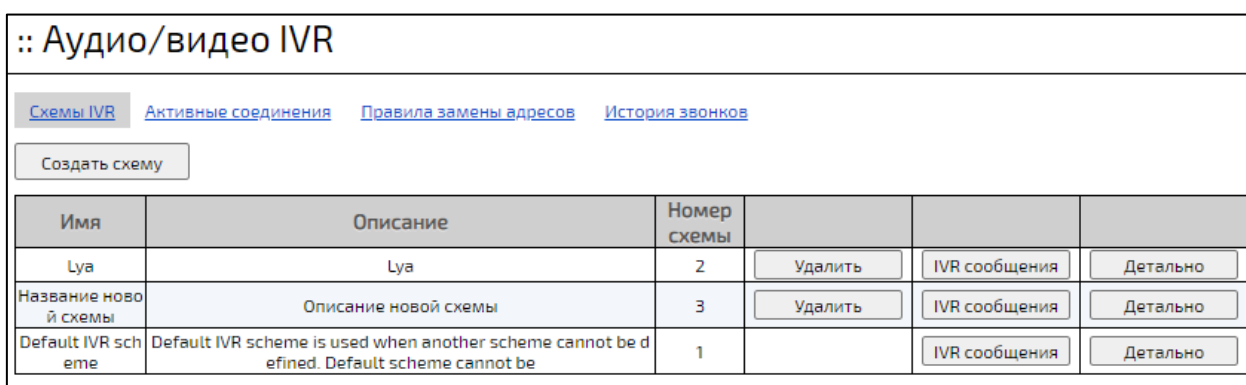 :: Аудио/видео IVR
Схемы IVR Активные соединения Правила замены адресов История звонков
Создать схему
Имя Описание Номер
схемы
Lya Lya 2 Удалить IVR сообщения Детально
Название ново
й схемы Описание новой схемы 3 Удалить IVR сообщения Детально
Default IVR sch Default IVR scheme is used when another scheme cannot be d
eme efined. Default scheme cannot be 1 IVR сообщения Детально